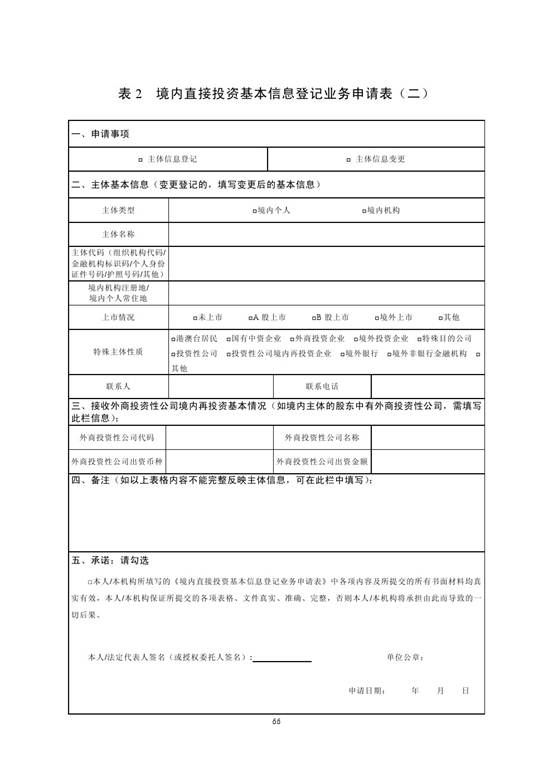 表 2　境内直接投资基本信息登记业务申请表（二）
一、申请事项
□ 主体信息登记　□ 主体信息变更
二、主体基本信息（变更登记的，填写变更后的基本信息）
主体类型　□境内个人　□境内机构
主体名称
主体代码（组织机构代码/
金融机构标识码/个人身份
证件号码/护照号码/其他）
境内机构注册地/
境内个人常住地
上市情况　□未上市　□A 股上市　□B 股上市　□境外上市　□其他
特殊主体性质
□港澳台居民　□国有中资企业　□外商投资企业　□境外投资企业　□特殊目的公司
□投资性公司　□投资性公司境内再投资企业　□境外银行　□境外非银行金融机构　□
其他
联系人　联系电话
三、接收外商投资性公司境内再投资基本情况（如境内主体的股东中有外商投资性公司，需填写
此栏信息）：
外商投资性公司代码　外商投资性公司名称
外商投资性公司出资币种　外商投资性公司出资金额
四、备注（如以上表格内容不能完整反映主体信息，可在此栏中填写）：
五、承诺：请勾选
□本人/本机构所填写的《境内直接投资基本信息登记业务申请表》中各项内容及所提交的所有书面材料均真
实有效，本人/本机构保证所提交的各项表格、文件真实、准确、完整，否则本人/本机构将承担由此而导致的一
切后果。
本人/法定代表人签名（或授权委托人签名）:　单位公章：
申请日期：　年　月　日
66